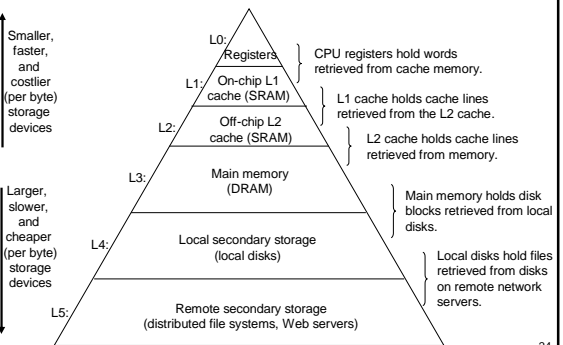 Smaller,
faster,
and
costlier
(per byte)
storage
devices
Larger,
slower,
and
cheaper
(per byte)
storage
devices
L0:
Registers
L1:
On-chip L1
cache (SRAM)
L2:
Off-chip L2
cache (SRAM)
L3:
Main memory
(DRAM)
L4:
Local secondary storage
(local disks)
L5:
Remote secondary storage
(distributed file systems, Web servers)
CPU registers hold words
retrieved from cache memory.
L1 cache holds cache lines
retrieved from the L2 cache.
L2 cache holds cache lines
retrieved from memory.
Main memory holds disk
blocks retrieved from local
disks.
Local disks hold files
retrieved from disks
on remote network
servers.